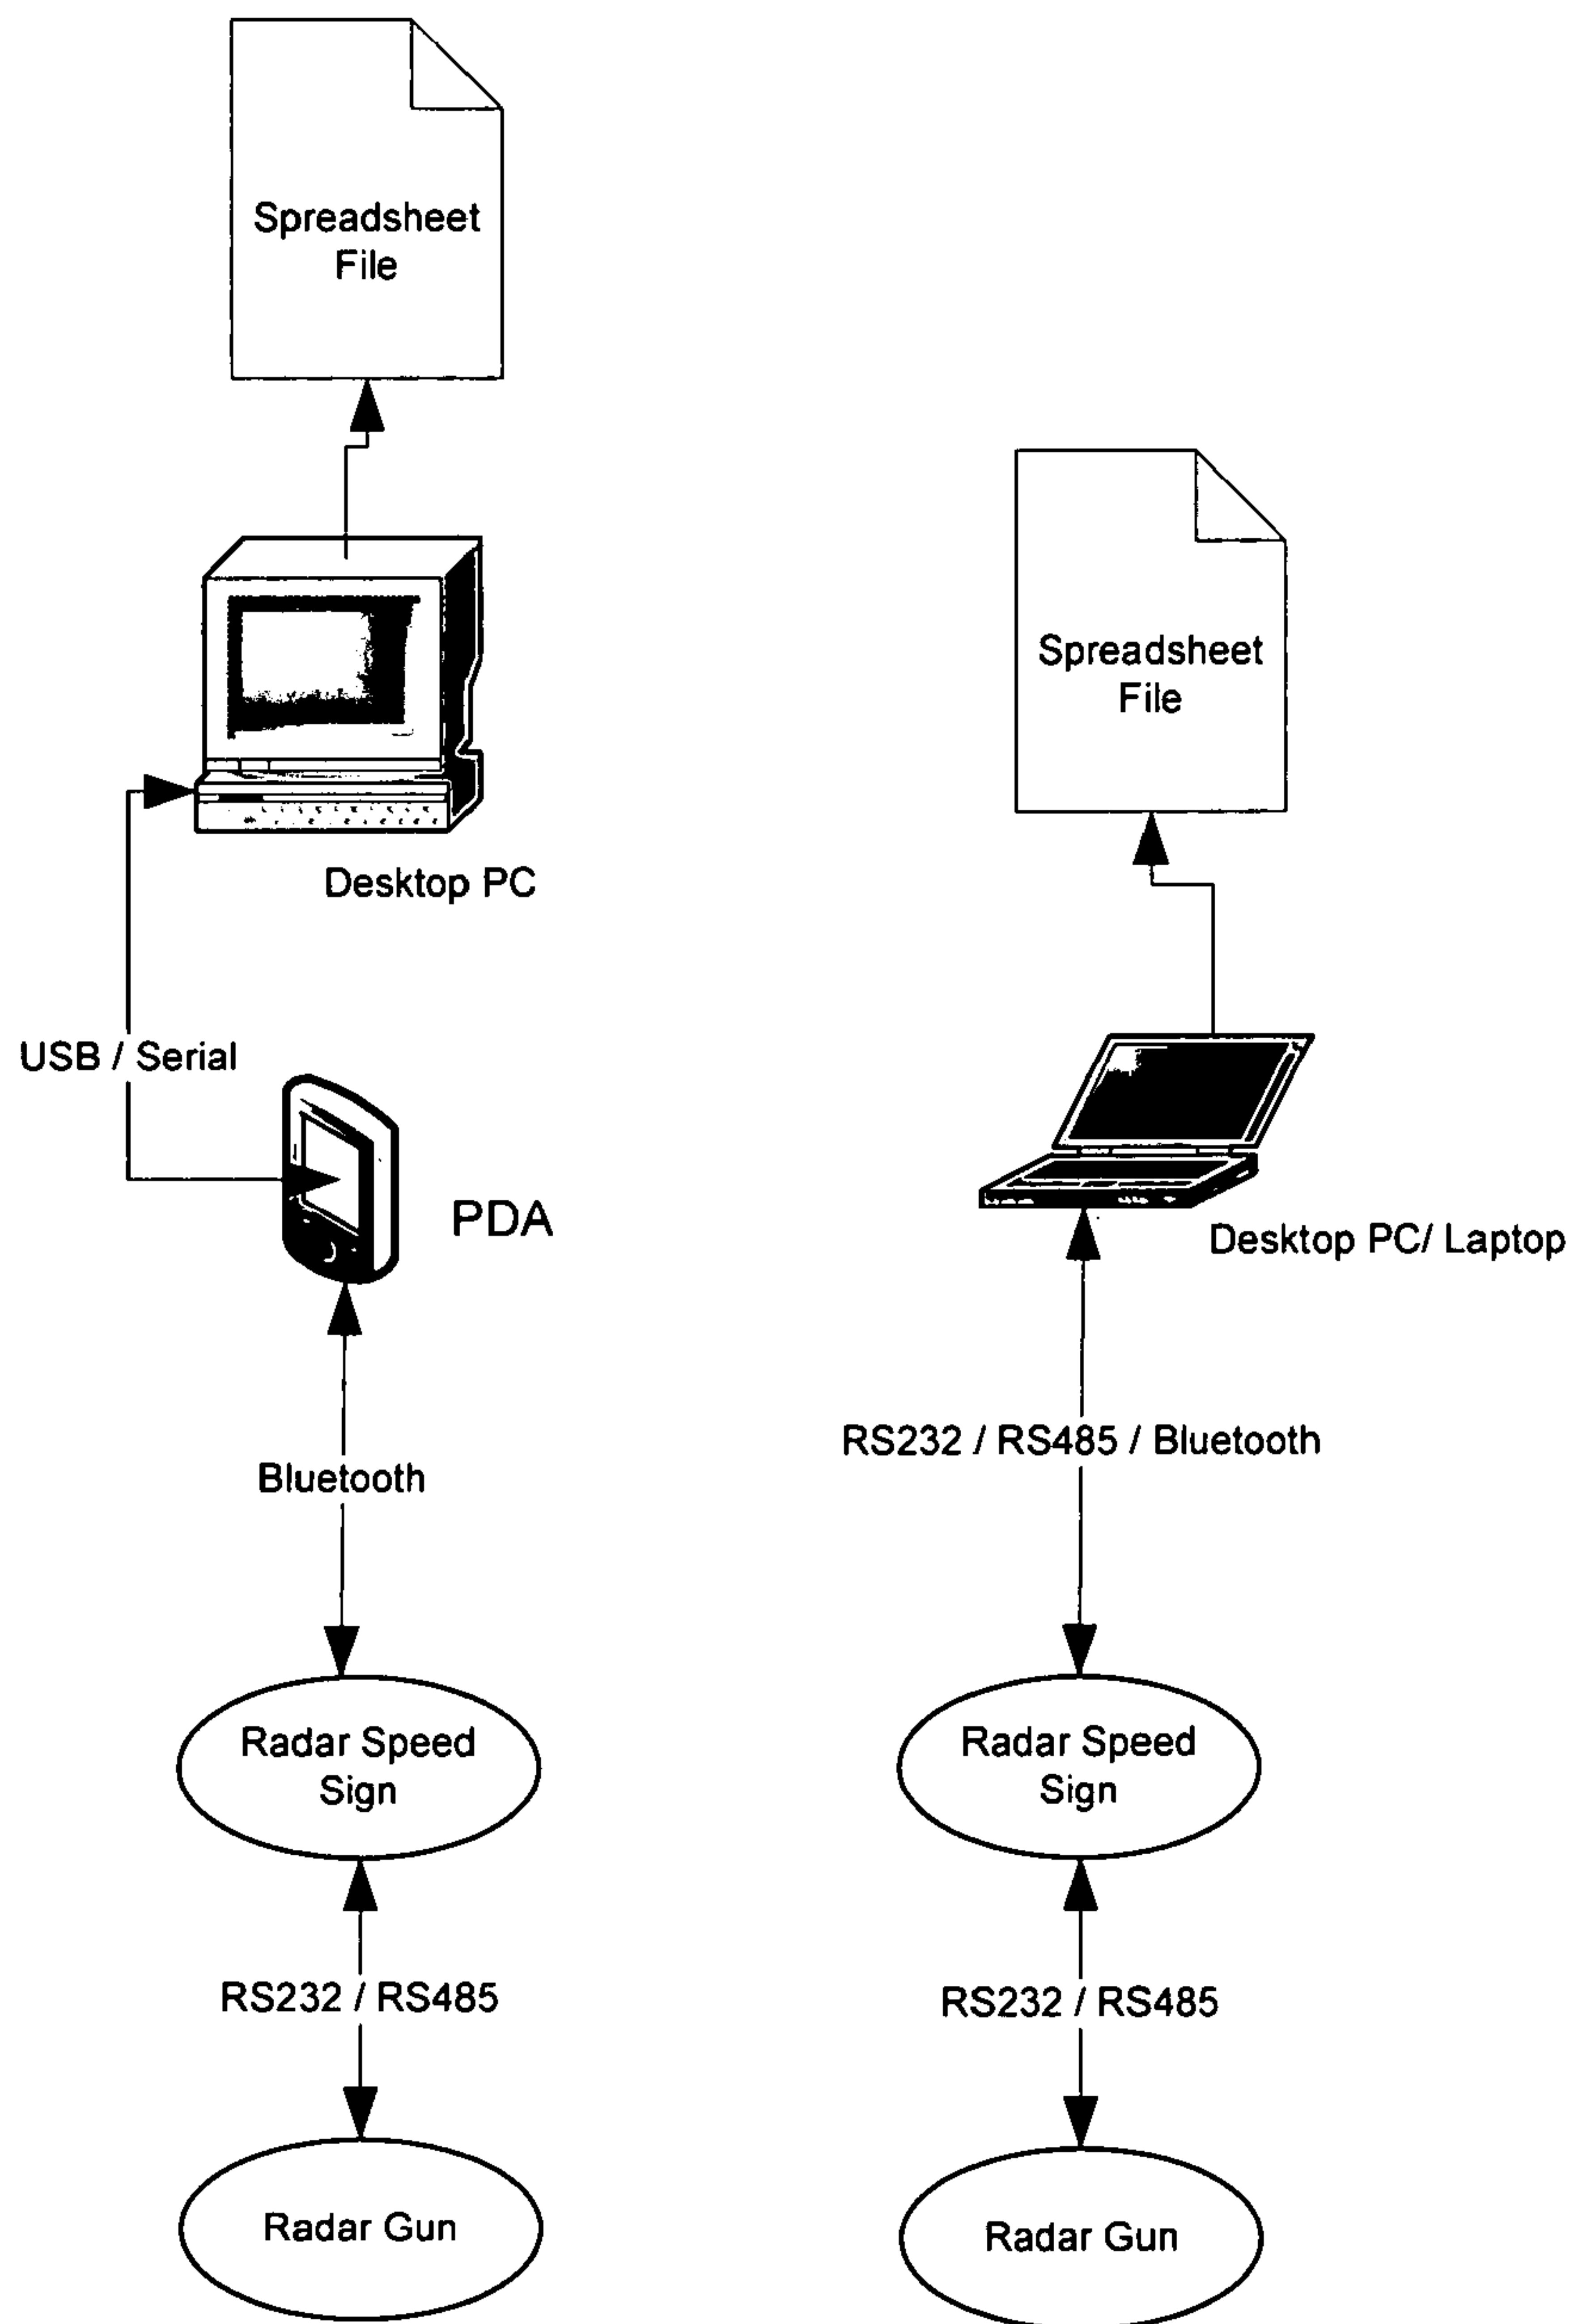 Spreadsheet
File
Desktop PC
USB / Serial
PDA
Bluetooth
Radar Speed
Sign
RS232 / RS485
Radar Gun
Spreadsheet
File
Desktop PC/ Laptop
RS232 / RS485 / Bluetooth
Radar Speed
Sign
RS232 / RS485
Radar Gun